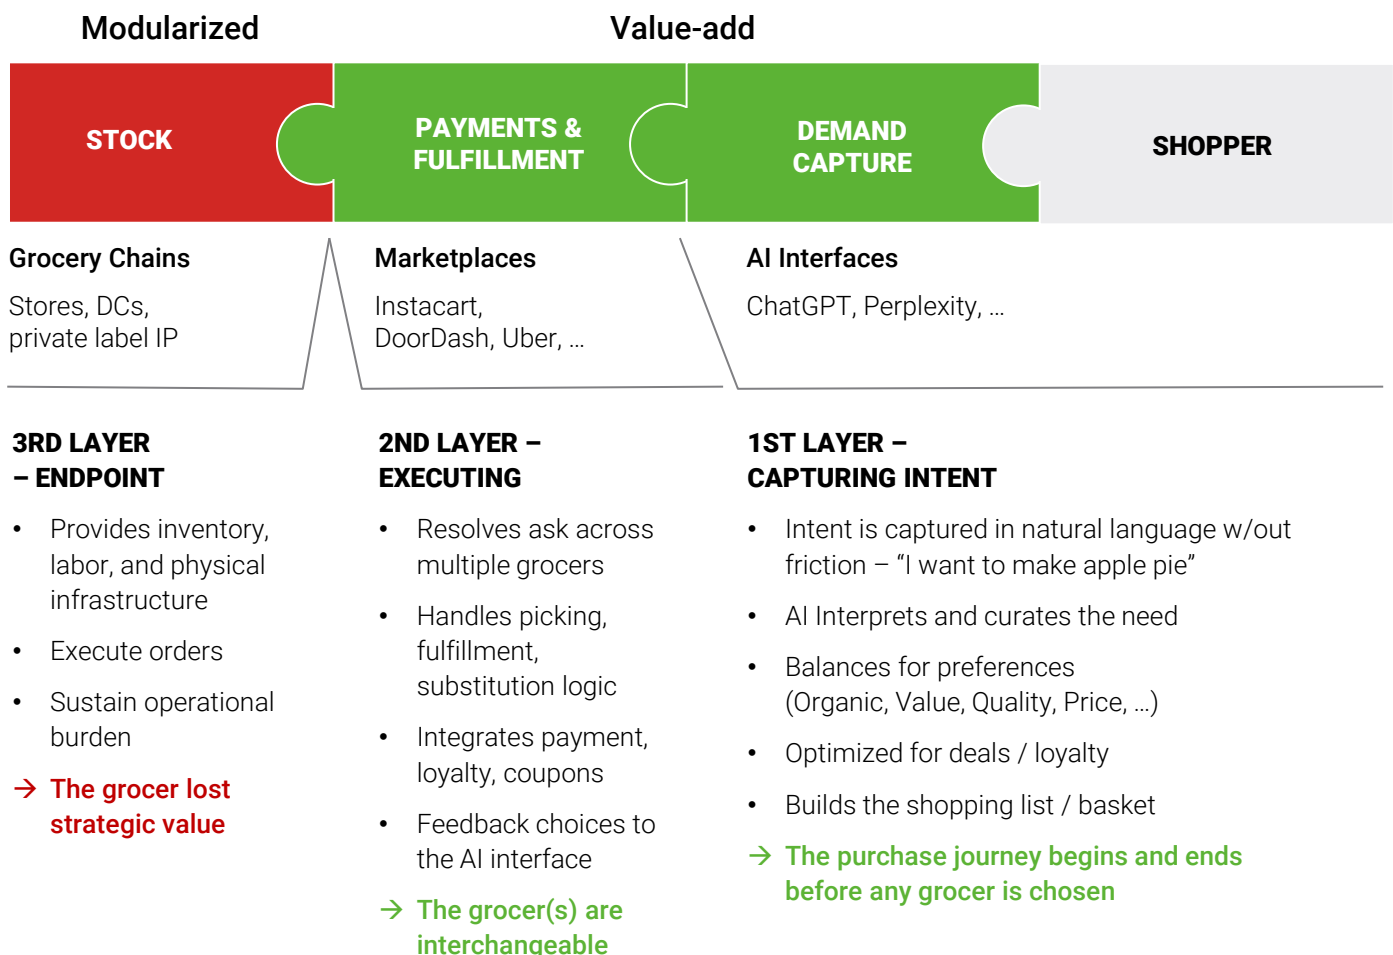 Modularized
Value-add
STOCK
PAYMENTS &
FULFILLMENT
DEMAND
CAPTURE
SHOPPER
Grocery Chains
Stores, DCs,
private label IP
Marketplaces
Instacart,
DoorDash, Uber, ...
AI Interfaces
ChatGPT, Perplexity, ...
3RD LAYER
– ENDPOINT
• Provides inventory,
labor, and physical
infrastructure
• Execute orders
• Sustain operational
burden
→ The grocer lost
strategic value
2ND LAYER –
EXECUTING
• Resolves ask across
multiple grocers
• Handles picking,
fulfillment,
substitution logic
• Integrates payment,
loyalty, coupons
• Feedback choices to
the AI interface
→ The grocer(s) are
interchangeable
1ST LAYER –
CAPTURING INTENT
• Intent is captured in natural language w/out
friction – “I want to make apple pie”
• AI Interprets and curates the need
• Balances for preferences
(Organic, Value, Quality, Price, ...)
• Optimized for deals / loyalty
• Builds the shopping list / basket
→ The purchase journey begins and ends
before any grocer is chosen